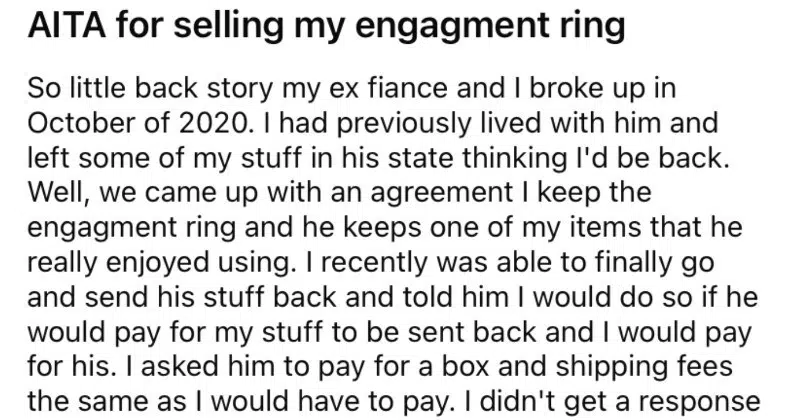 AITA for selling my engagment ring
So little back story my ex fiance and I broke up in
October of 2020. I had previously lived with him and
left some of my stuff in his state thinking I'd be back.
Well, we came up with an agreement I keep the
engagment ring and he keeps one of my items that he
really enjoyed using. I recently was able to finally go
and send his stuff back and told him I would do so if he
would pay for my stuff to be sent back and I would pay
for his. I asked him to pay for a box and shipping fees
the same as I would have to pay. I didn't get a response